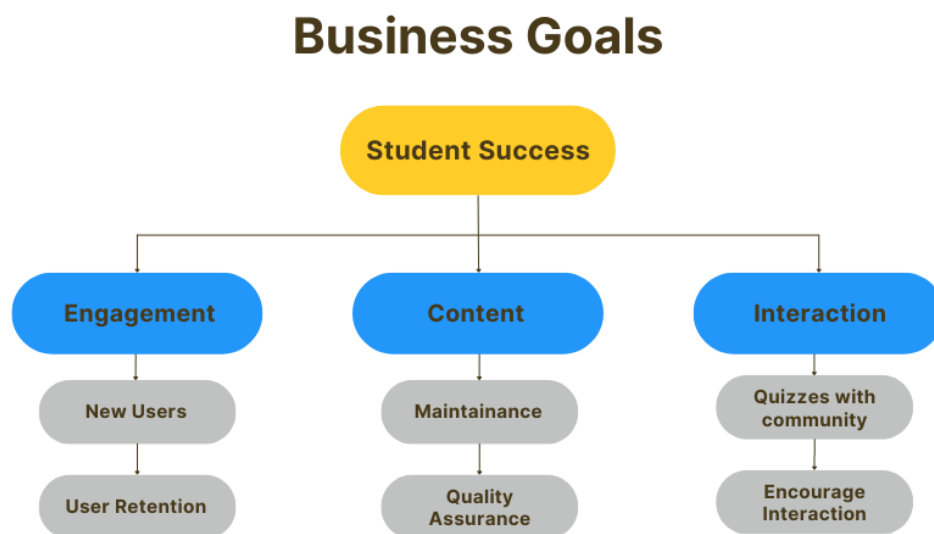 Business Goals
Student Success
Engagement
Content
Interaction
New Users
Maintainance
Quizzes with
community
User Retention
Quality
Assurance
Encourage
Interaction